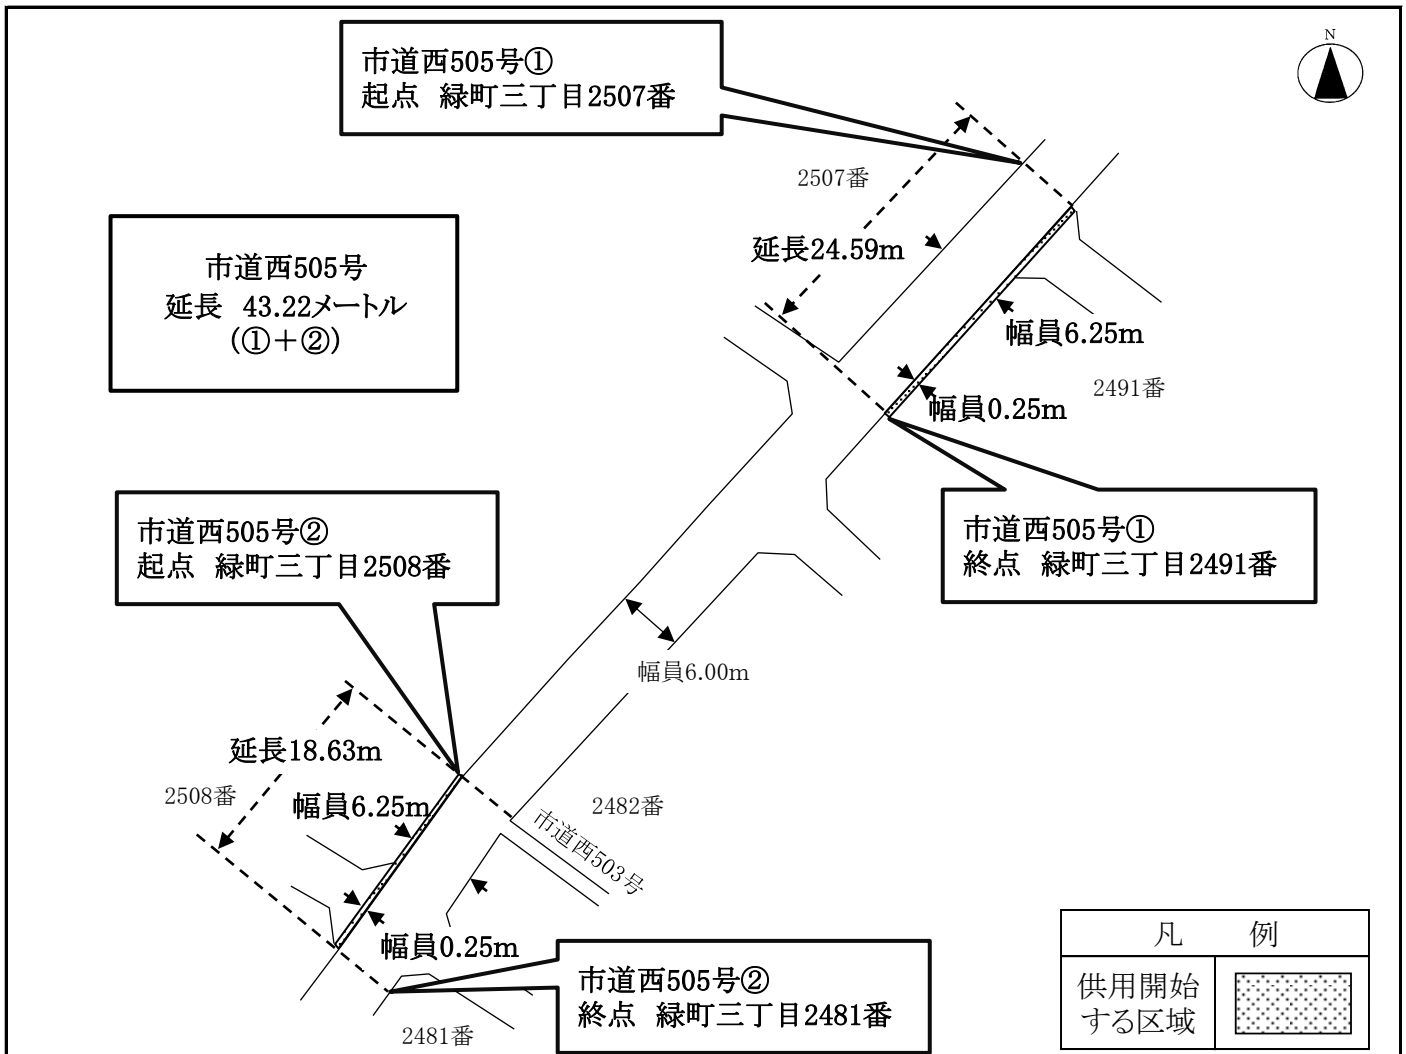 市道西505号①
起点　緑町三丁目2507番
N
2507番
延長24.59m
市道西505号
延長　43.22メートル
(①＋②)
幅員6.25m
2491番
幅員0.25m
市道西505号②
起点　緑町三丁目2508番
市道西505号①
終点　緑町三丁目2491番
幅員6.00m
延長18.63m
2508番
幅員6.25m
2482番
市道西503号
幅員0.25m
市道西505号②
終点　緑町三丁目2481番
2481番
凡　例
供用開始
する区域